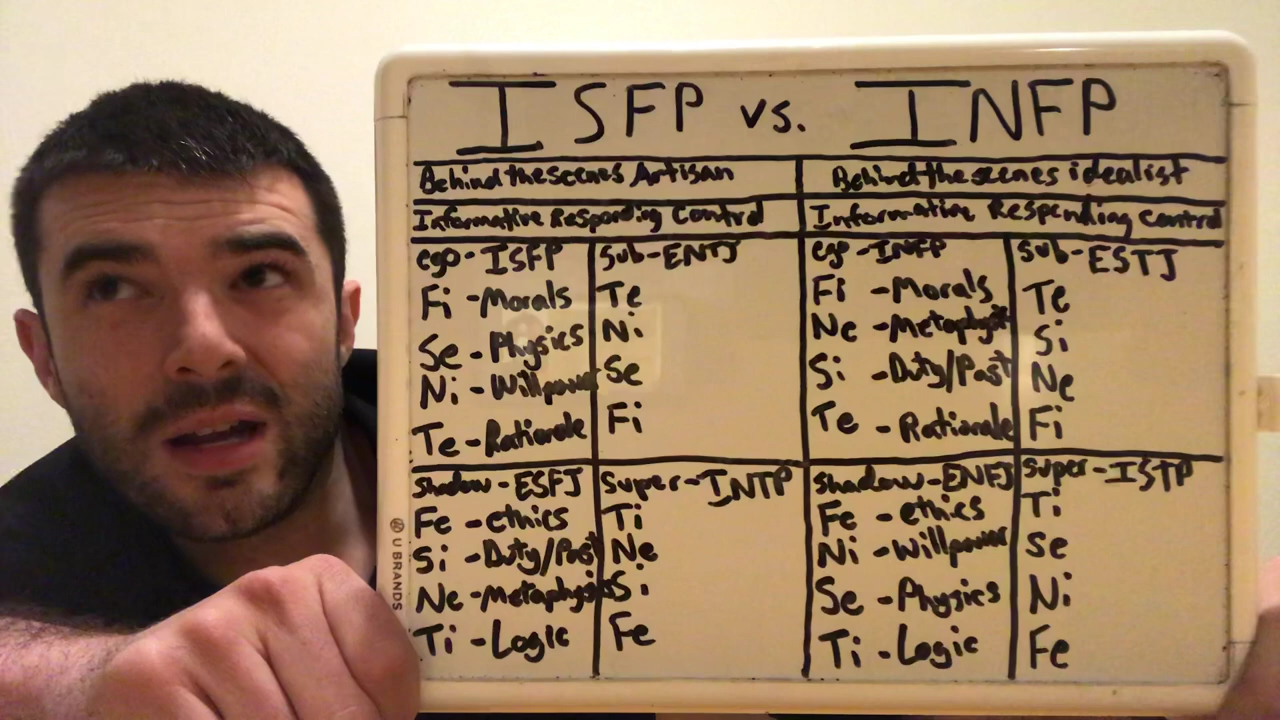 ISFP vs. INFP
Behind the scenes Artisan
Behind the scenes idealist
Informative Responding Control
Informative Responding Control
ego-ISFP
Fi -Morals
Se -Physics
Ni -Willpower
Te -Rationale
Sub-ENTJ
Te
Ni
Se
Fi
ego-INFP
Fi -Morals
Ne -Metaphysics
Si -Duty/Past
Te -Rationale
Sub-ESTJ
Te
Si
Ne
Fi
Shadow-ESFJ
Fe -ethics
Si -Duty/Past
Ne -Metaphysics
Ti -Logic
Super-INTP
Ti
Ne
Si
Fe
Shadow-ENFJ
Fe -ethics
Ni -Willpower
Se -Physics
Ti -Logic
Super-ISTP
Ti
Se
Ni
Fe
U BRANDS